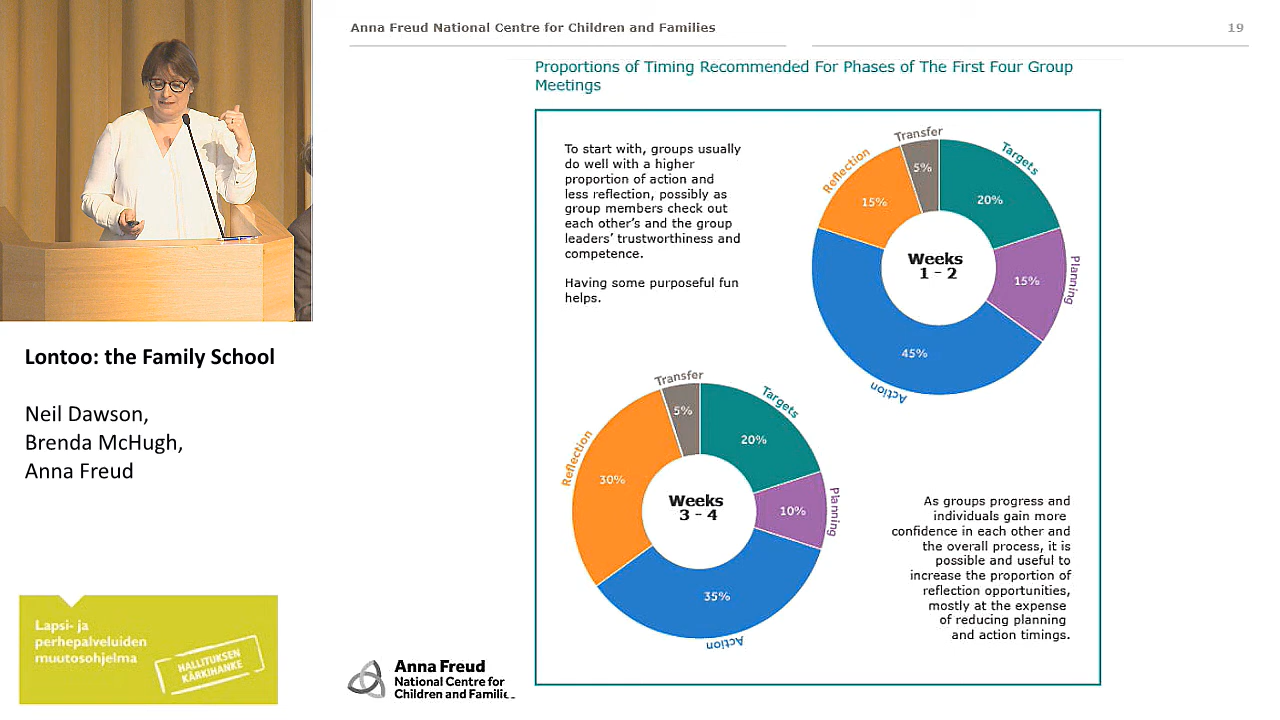 Anna Freud National Centre for Children and Families
19
Proportions of Timing Recommended For Phases of The First Four Group
Meetings
To start with, groups usually
do well with a higher
proportion of action and
less reflection, possibly as
group members check out
each other's and the group
leaders' trustworthiness and
competence.
Having some purposeful fun
helps.
Transfer
Targets
Reflection
5%
20%
15%
Weeks
1 - 2
Planning
15%
45%
Action
Transfer
Targets
5%
20%
Reflection
30%
Weeks
3 - 4
10%
Planning
35%
Action
As groups progress and
individuals gain more
confidence in each other and
the overall process, it is
possible and useful to
increase the proportion of
reflection opportunities,
mostly at the expense
of reducing planning
and action timings.
Lontoo: the Family School
Neil Dawson,
Brenda McHugh,
Anna Freud
Lapsi- ja
perhepalveluiden
muutosohjelma
HALLITUKSEN
KÄRKIHANKE
Anna Freud
National Centre for
Children and Familie